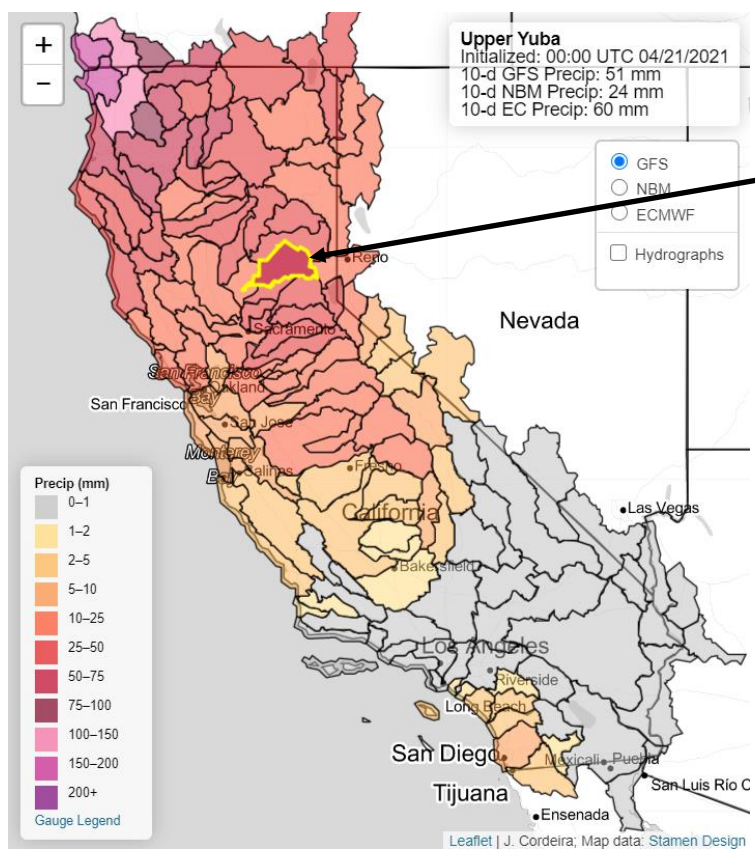 +
−
Upper Yuba
Initialized: 00:00 UTC 04/21/2021
10-d GFS Precip: 51 mm
10-d NBM Precip: 24 mm
10-d EC Precip: 60 mm
GFS
NBM
ECMWF
Hydrographs
Reno
Nevada
Sacramento
San Francisco
Bay
Oakland
San Francisco
San Jose
Monterey
Bay
Salinas
Fresno
California
Las Vegas
Bakersfield
Los Angeles
Riverside
Long Beach
San Diego
Mexicali
Puebla
Tijuana
San Luis Río C
Ensenada
Precip (mm)
0–1
1–2
2–5
5–10
10–25
25–50
50–75
75–100
100–150
150–200
200+
Gauge Legend
Leaflet | J. Cordeira; Map data: Stamen Design